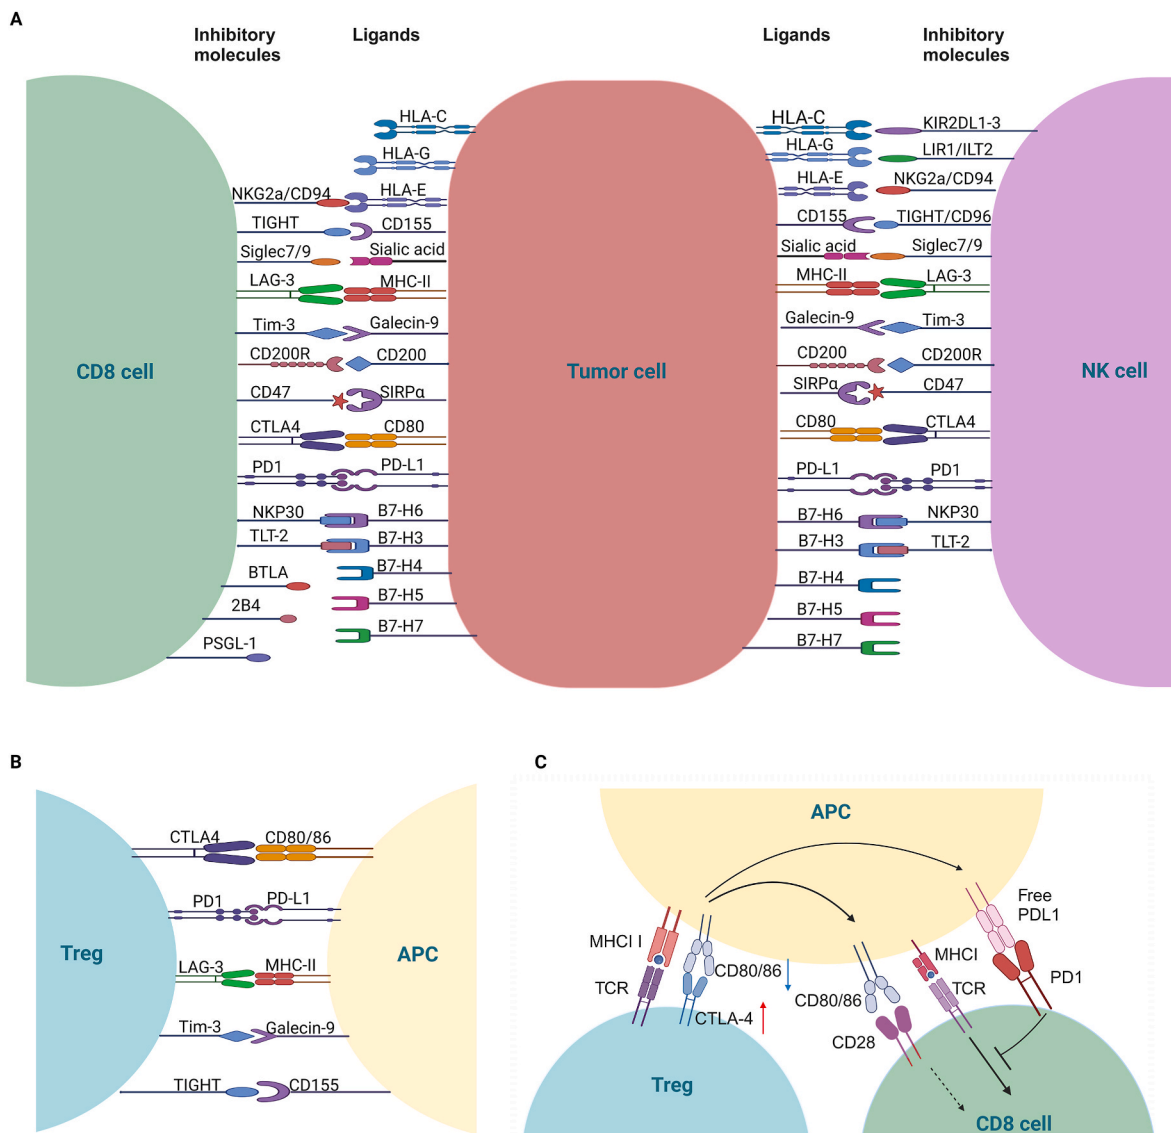 A
Inhibitory
molecules
Ligands
Ligands
Inhibitory
molecules
CD8 cell
Tumor cell
NK cell
HLA-C
HLA-G
NKG2a/CD94
HLA-E
TIGHT
CD155
Siglec7/9
Sialic acid
LAG-3
MHC-II
Tim-3
Galecin-9
CD200R
CD200
CD47
SIRPα
CTLA4
CD80
PD1
PD-L1
NKP30
B7-H6
TLT-2
B7-H3
BTLA
B7-H4
2B4
B7-H5
PSGL-1
B7-H7
HLA-C
KIR2DL1-3
HLA-G
LIR1/ILT2
HLA-E
NKG2a/CD94
CD155
TIGHT/CD96
Sialic acid
Siglec7/9
MHC-II
LAG-3
Galecin-9
Tim-3
CD200
CD200R
SIRPα
CD47
CD80
CTLA4
PD-L1
PD1
B7-H6
NKP30
B7-H3
TLT-2
B7-H4
B7-H5
B7-H7
B
Treg
APC
CTLA4
CD80/86
PD1
PD-L1
LAG-3
MHC-II
Tim-3
Galecin-9
TIGHT
CD155
C
APC
Free
PDL1
MHCI I
CD80/86
MHCI
TCR
CD80/86
TCR
PD1
CTLA-4
CD28
Treg
CD8 cell